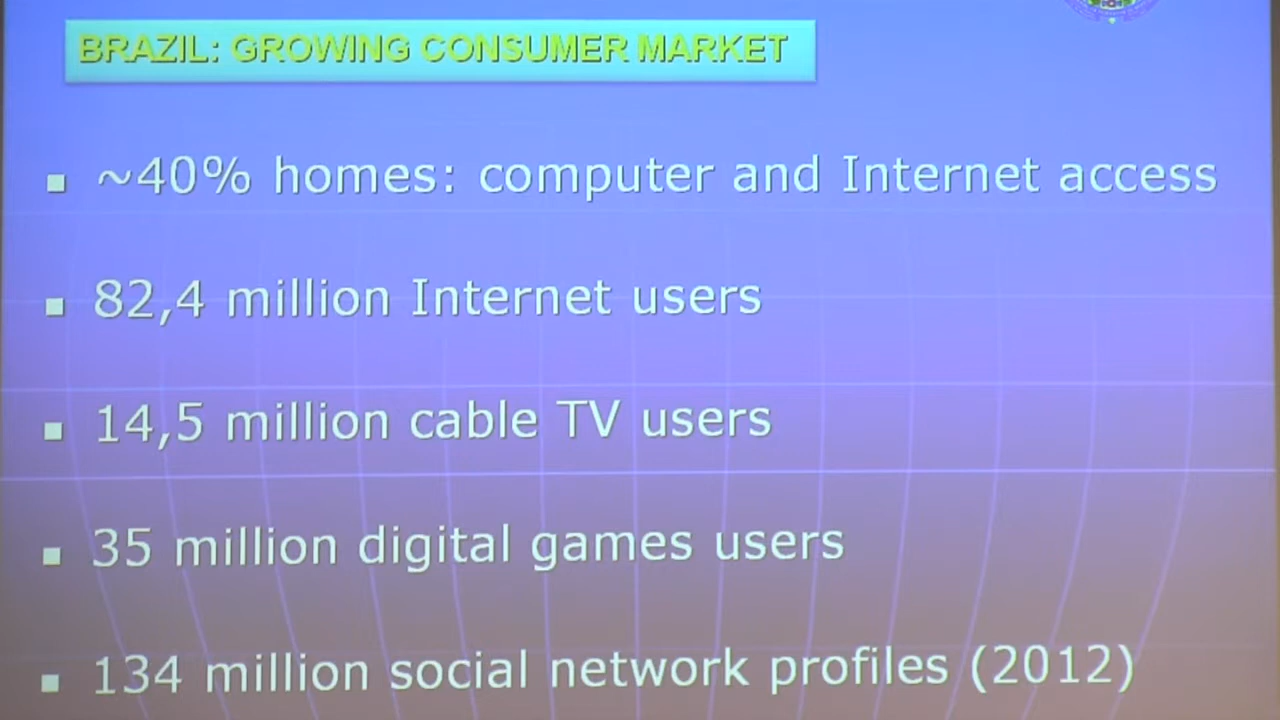 BRAZIL: GROWING CONSUMER MARKET
~40% homes: computer and Internet access
82,4 million Internet users
14,5 million cable TV users
35 million digital games users
134 million social network profiles (2012)